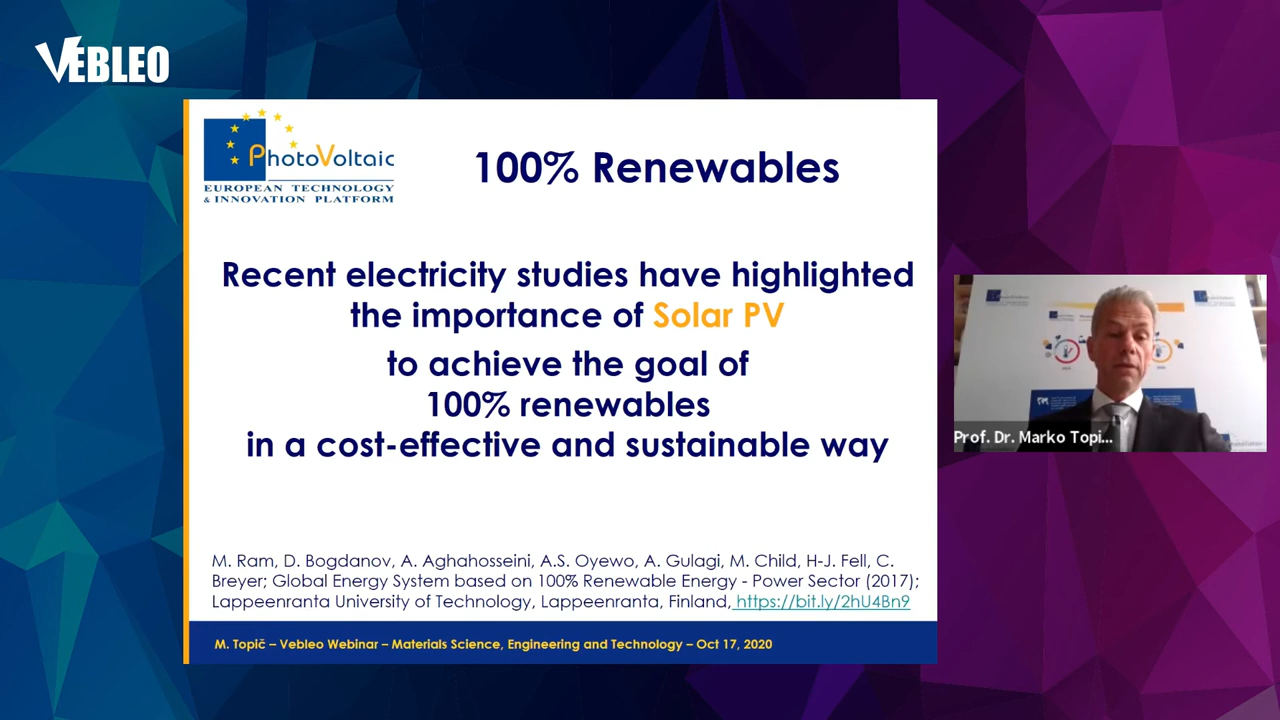 VEBLEO
PhotoVoltaic
EUROPEAN TECHNOLOGY
& INNOVATION PLATFORM
100% Renewables
Recent electricity studies have highlighted
the importance of Solar PV
to achieve the goal of
100% renewables
in a cost-effective and sustainable way
M. Ram, D. Bogdanov, A. Aghahosseini, A.S. Oyewo, A. Gulagi, M. Child, H-J. Fell, C.
Breyer; Global Energy System based on 100% Renewable Energy - Power Sector (2017);
Lappeenranta University of Technology, Lappeenranta, Finland, https://bit.ly/2hU4Bn9
M. Topič – Vebleo Webinar – Materials Science, Engineering and Technology – Oct 17, 2020
Prof. Dr. Marko Topi...